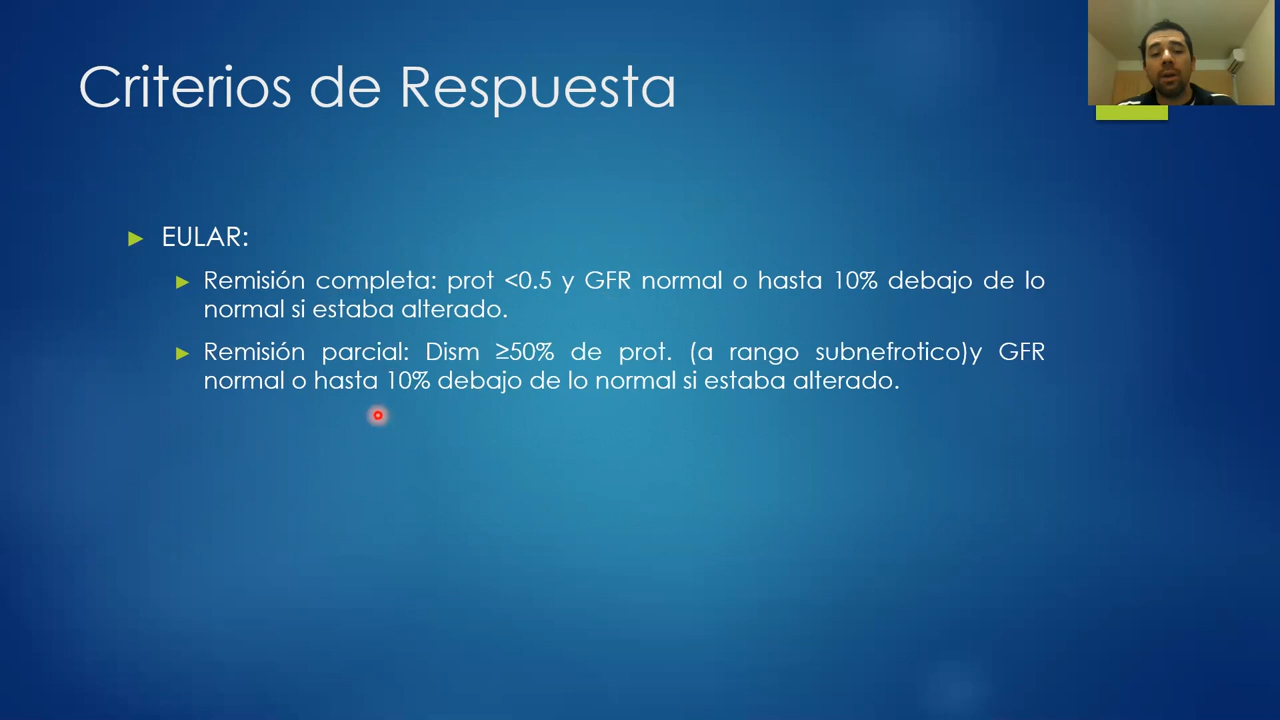 Criterios de Respuesta
EULAR:
Remisión completa: prot <0.5 y GFR normal o hasta 10% debajo de lo
normal si estaba alterado.
Remisión parcial: Dism ≥50% de prot. (a rango subnefrotico)y GFR
normal o hasta 10% debajo de lo normal si estaba alterado.